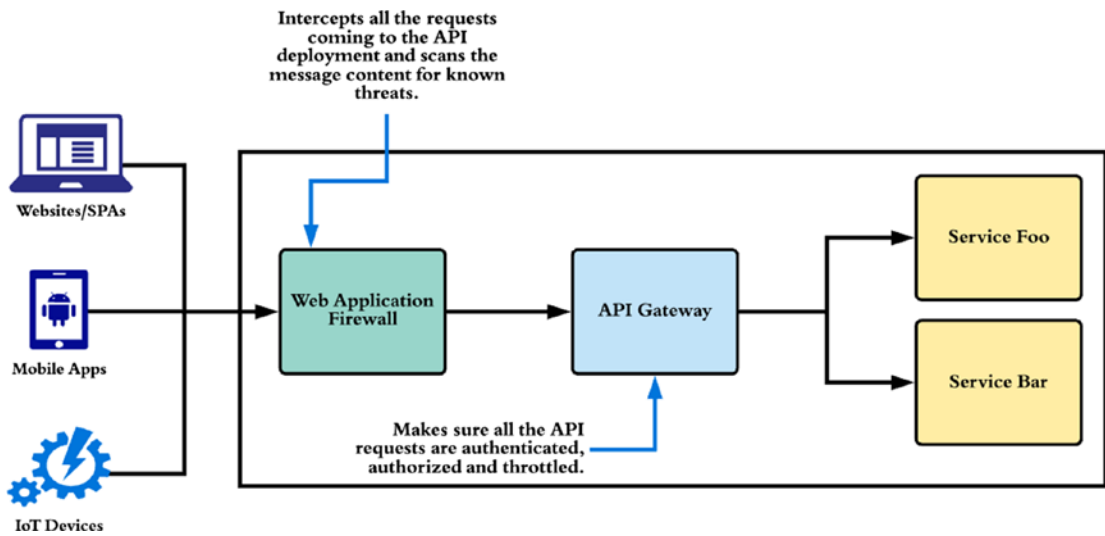 Intercepts all the requests
coming to the API
deployment and scans the
message content for known
threats.
Websites/SPAs
Mobile Apps
IoT Devices
Web Application
Firewall
API Gateway
Makes sure all the API
requests are authenticated,
authorized and throttled.
Service Foo
Service Bar